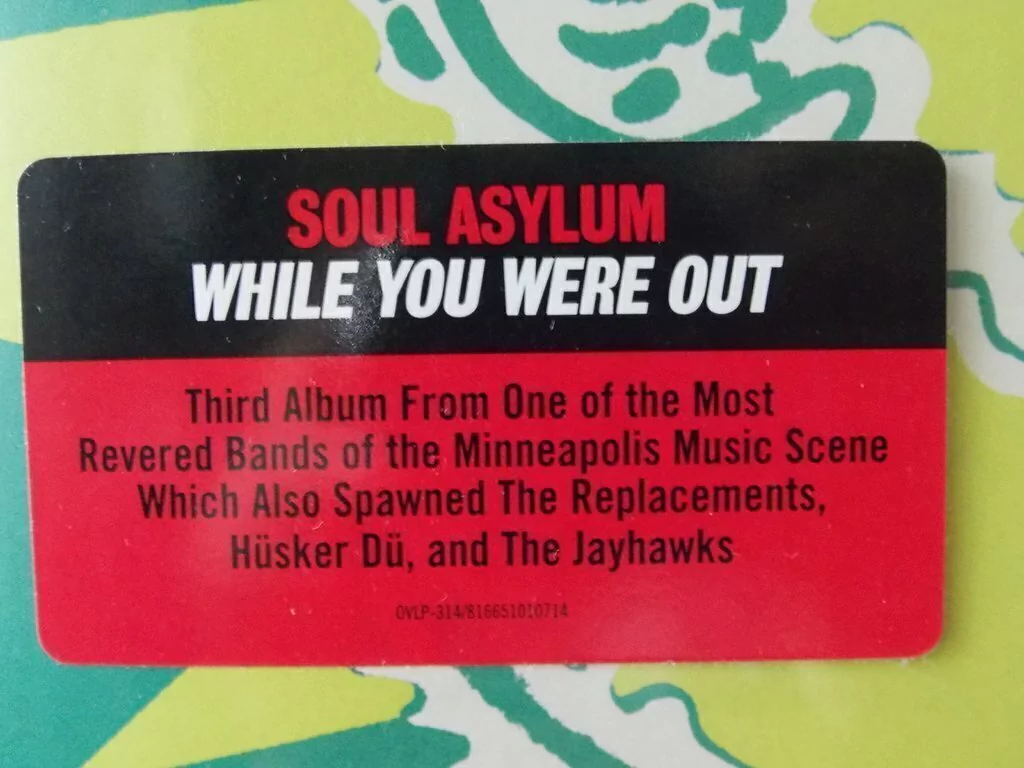 SOUL ASYLUM
WHILE YOU WERE OUT
Third Album From One of the Most
Revered Bands of the Minneapolis Music Scene
Which Also Spawned The Replacements,
Hüsker Dü, and The Jayhawks
OVLP-314/816651010714